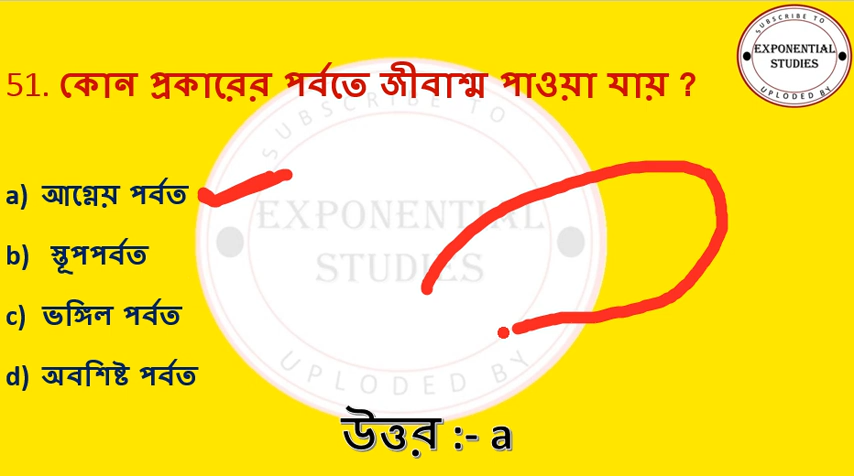 SUBSCRIBE TO
EXPONENTIAL
STUDIES
UPLODED BY
51. কোন প্রকারের পর্বতে জীবাশ্ম পাওয়া যায় ?
SUBSCRIBE TO
a) আগ্নেয় পর্বত
EXPONENTIAL
b) স্তূপপর্বত
STUDIES
c) ভঙ্গিল পর্বত
d) অবশিষ্ট পর্বত
UPLODED BY
উত্তর :- a